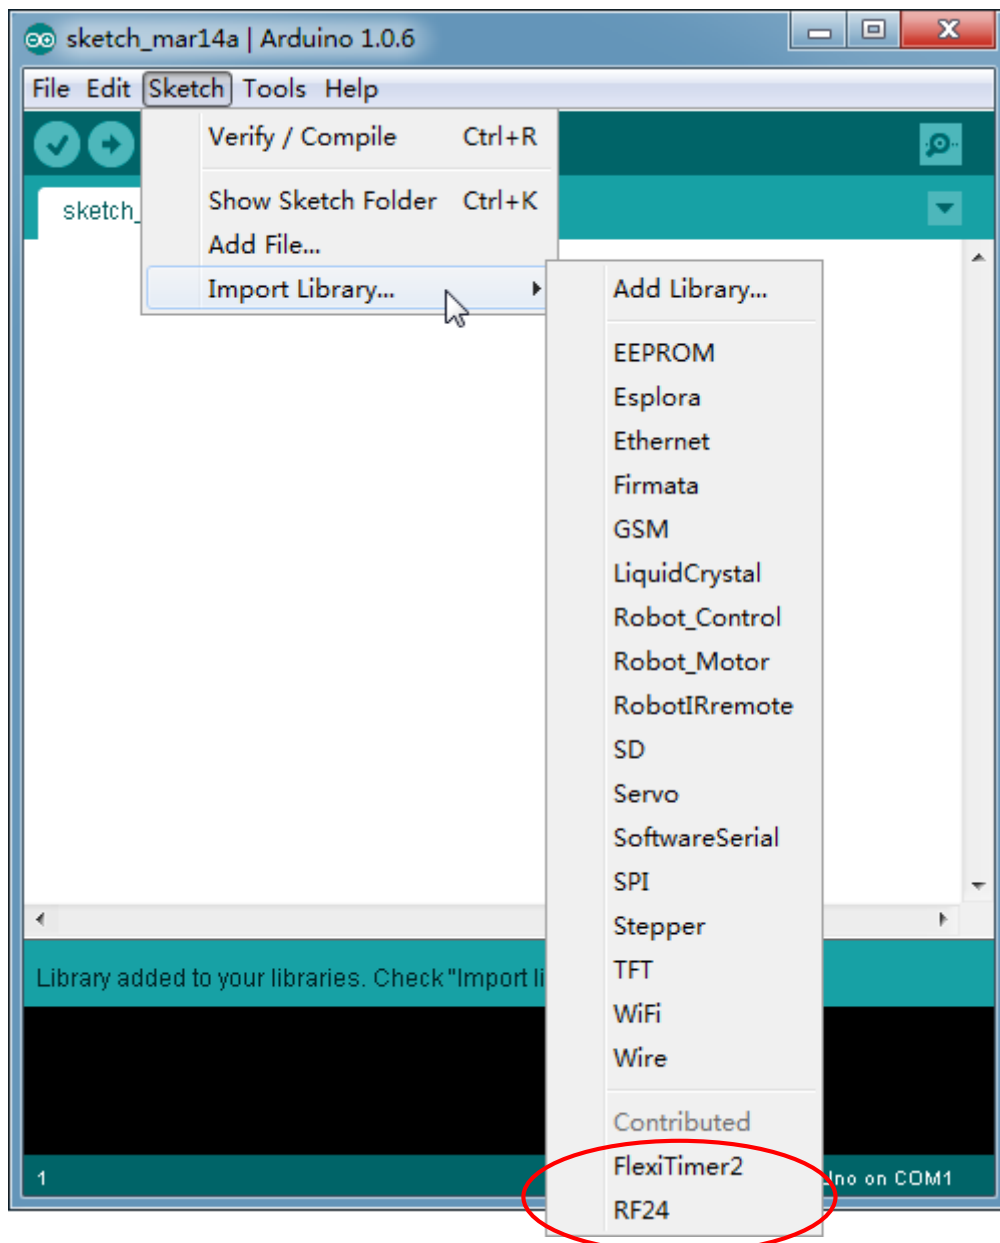 sketch_mar14a | Arduino 1.0.6
File Edit Sketch Tools Help
Verify / Compile Ctrl+R
sketch_
Show Sketch Folder Ctrl+K
Add File...
Import Library...
Add Library...
EEPROM
Esplora
Ethernet
Firmata
GSM
LiquidCrystal
Robot_Control
Robot_Motor
RobotIRremote
SD
Servo
SoftwareSerial
SPI
Stepper
TFT
WiFi
Wire
Contributed
FlexiTimer2
RF24
Library added to your libraries. Check "Import li
1
on COM1